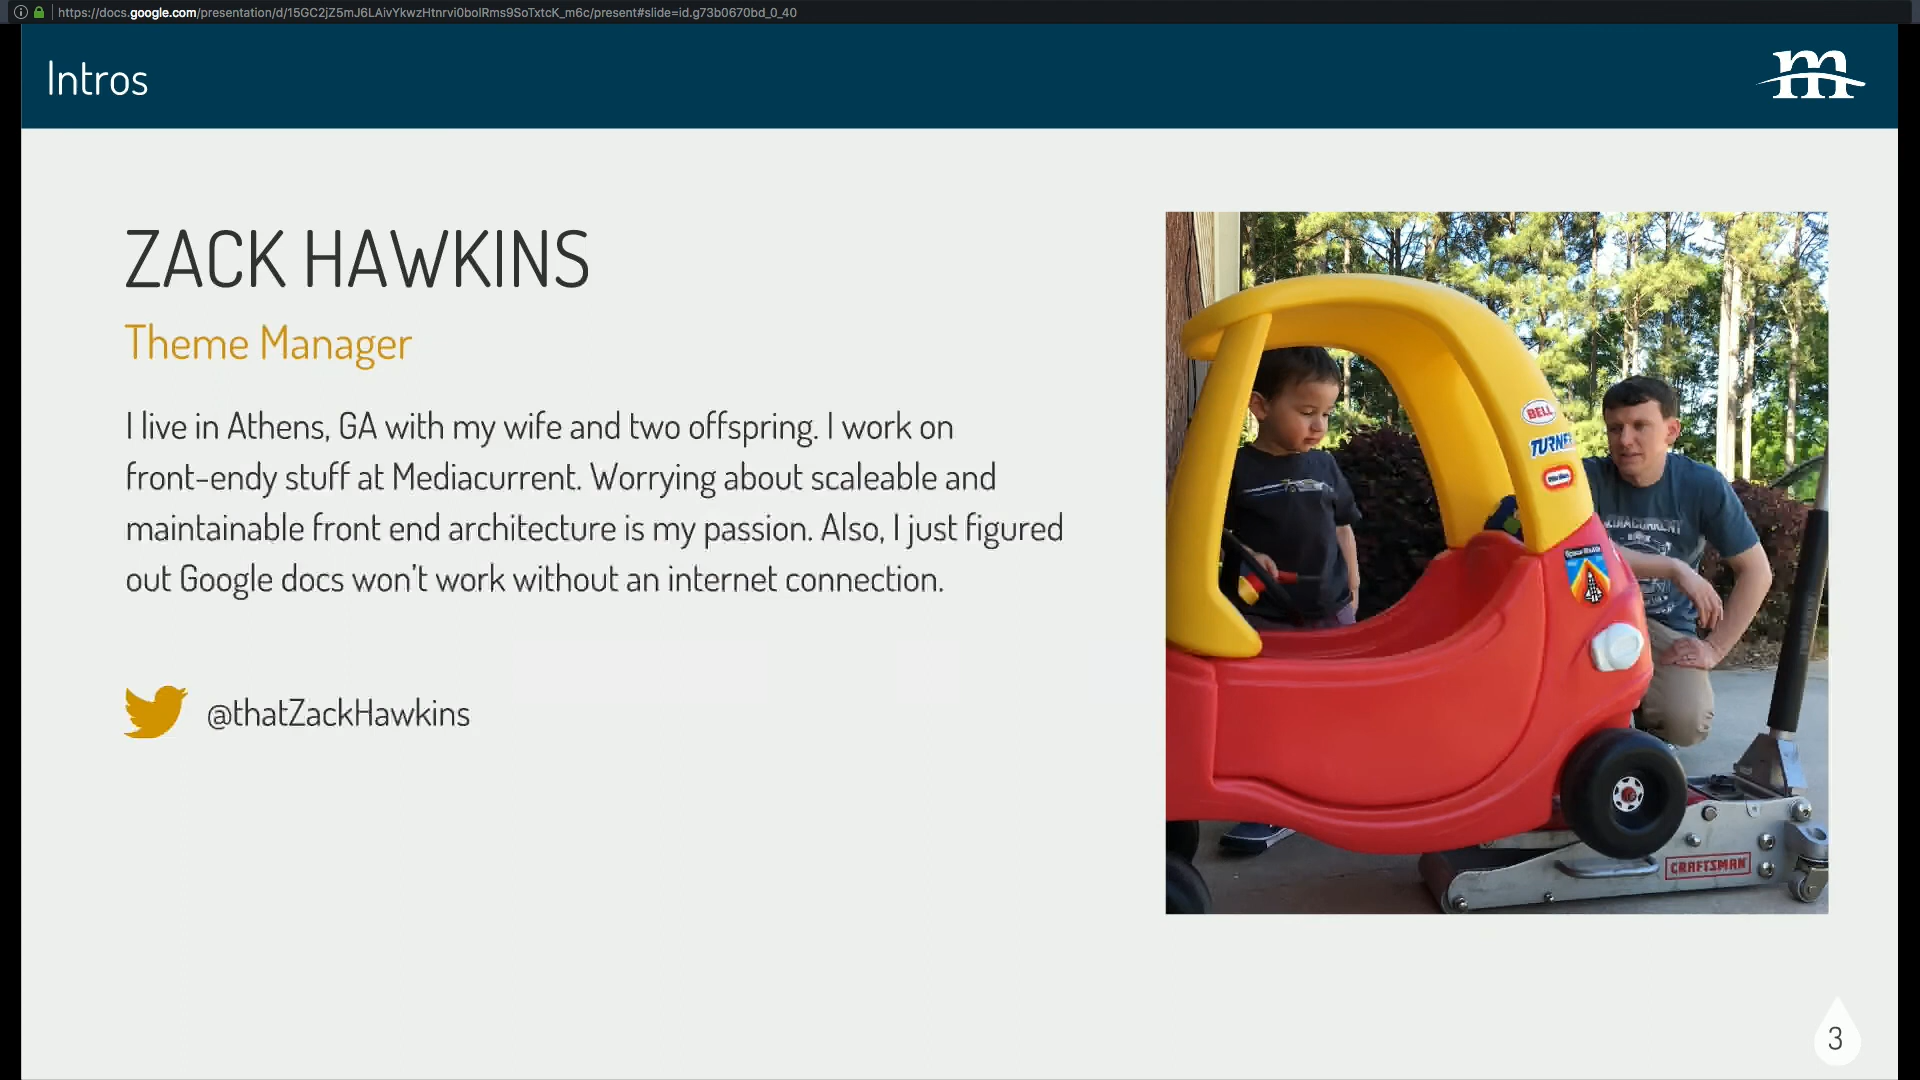 https://docs.google.com/presentation/d/15GC2jZ5mJ6LAivYkwzHtnrvi0bolRms9SoTxtcK_m6c/present#slide=id.g73b0670bd_0_40
Intros
m
ZACK HAWKINS
Theme Manager
I live in Athens, GA with my wife and two offspring. I work on
front-endy stuff at Mediacurrent. Worrying about scaleable and
maintainable front end architecture is my passion. Also, I just figured
out Google docs won't work without an internet connection.
@thatZackHawkins
BELL
TURNE
MEDIACURRENT
CRAFTSMAN
3